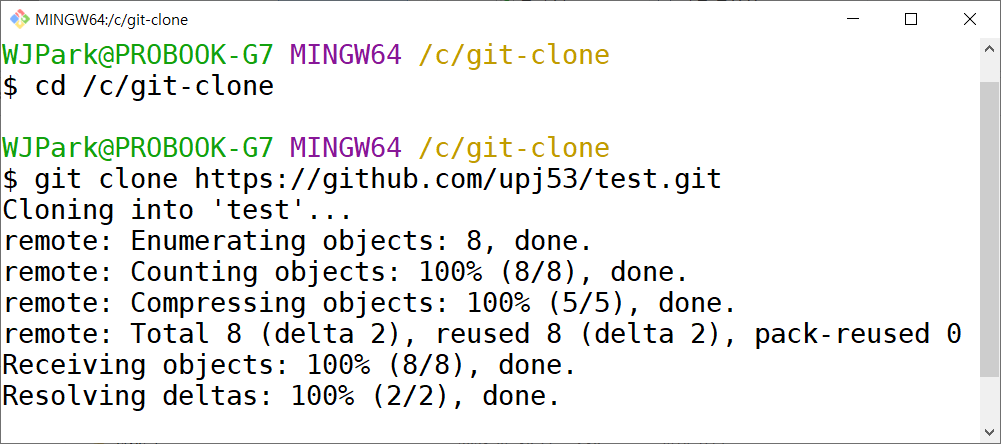 MINGW64:/c/git-clone
WJPark@PROBOOK-G7 MINGW64 /c/git-clone
$ cd /c/git-clone
WJPark@PROBOOK-G7 MINGW64 /c/git-clone
$ git clone https://github.com/upj53/test.git
Cloning into 'test'...
remote: Enumerating objects: 8, done.
remote: Counting objects: 100% (8/8), done.
remote: Compressing objects: 100% (5/5), done.
remote: Total 8 (delta 2), reused 8 (delta 2), pack-reused 0
Receiving objects: 100% (8/8), done.
Resolving deltas: 100% (2/2), done.